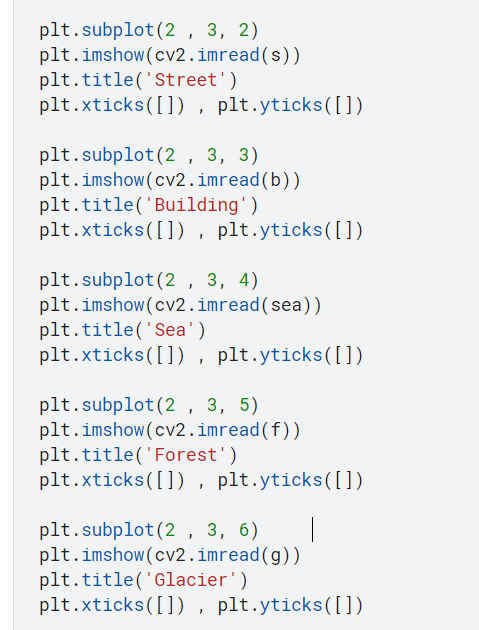 plt.subplot(2 , 3, 2)
plt.imshow(cv2.imread(s))
plt.title('Street')
plt.xticks([]) , plt.yticks([])

plt.subplot(2 , 3, 3)
plt.imshow(cv2.imread(b))
plt.title('Building')
plt.xticks([]) , plt.yticks([])

plt.subplot(2 , 3, 4)
plt.imshow(cv2.imread(sea))
plt.title('Sea')
plt.xticks([]) , plt.yticks([])

plt.subplot(2 , 3, 5)
plt.imshow(cv2.imread(f))
plt.title('Forest')
plt.xticks([]) , plt.yticks([])

plt.subplot(2 , 3, 6)
plt.imshow(cv2.imread(g))
plt.title('Glacier')
plt.xticks([]) , plt.yticks([])